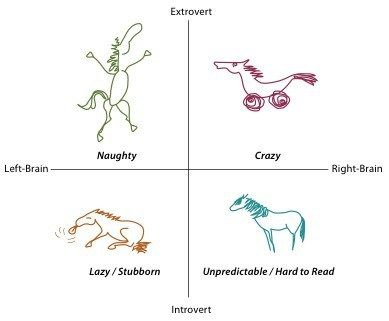 Extrovert
Naughty
Crazy
Left-Brain
Right-Brain
Lazy / Stubborn
Unpredictable / Hard to Read
Introvert